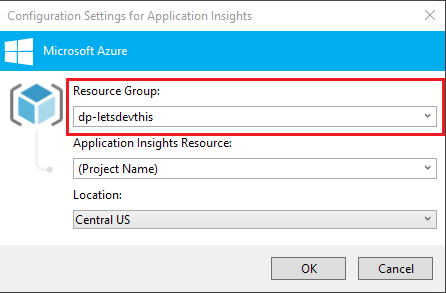 Configuration Settings for Application Insights
Microsoft Azure
Resource Group:
dp-letsdevthis
Application Insights Resource:
(Project Name)
Location:
Central US
OK Cancel